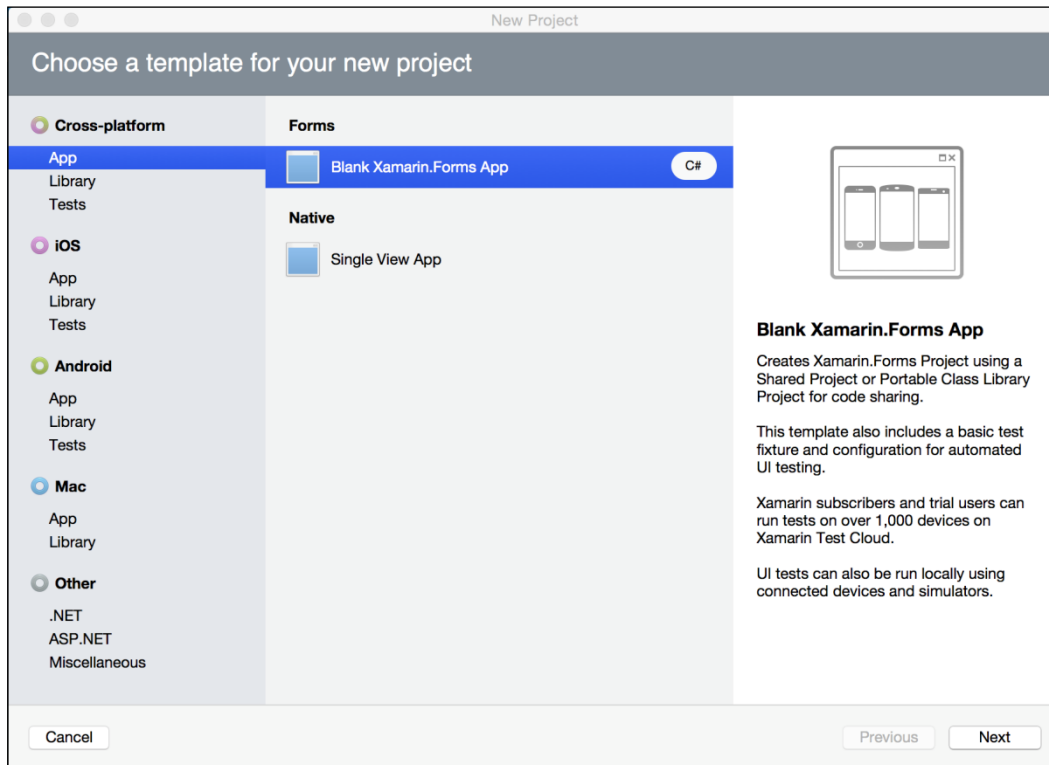 New Project
Choose a template for your new project
Cross-platform
App
Library
Tests
iOS
App
Library
Tests
Android
App
Library
Tests
Mac
App
Library
Other
.NET
ASP.NET
Miscellaneous
Forms
Blank Xamarin.Forms App
C#
Native
Single View App
Blank Xamarin.Forms App
Creates Xamarin.Forms Project using a
Shared Project or Portable Class Library
Project for code sharing.
This template also includes a basic test
fixture and configuration for automated
UI testing.
Xamarin subscribers and trial users can
run tests on over 1,000 devices on
Xamarin Test Cloud.
UI tests can also be run locally using
connected devices and simulators.
Cancel
Previous
Next